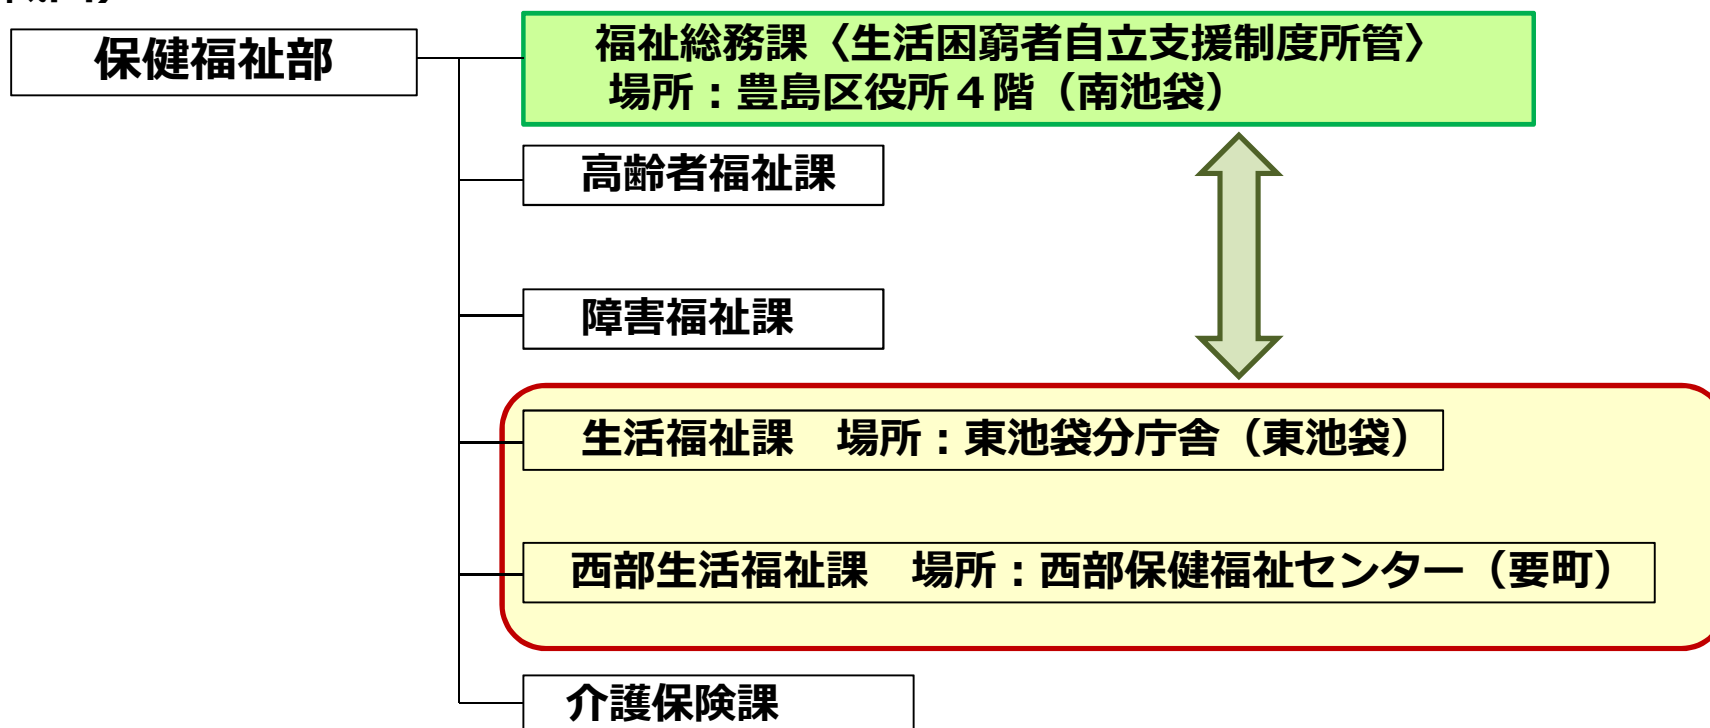 保健福祉部
福祉総務課〈生活困窮者自立支援制度所管〉
場所：豊島区役所４階（南池袋）
高齢者福祉課
障害福祉課
生活福祉課　場所：東池袋分庁舎（東池袋）
西部生活福祉課　場所：西部保健福祉センター（要町）
介護保険課